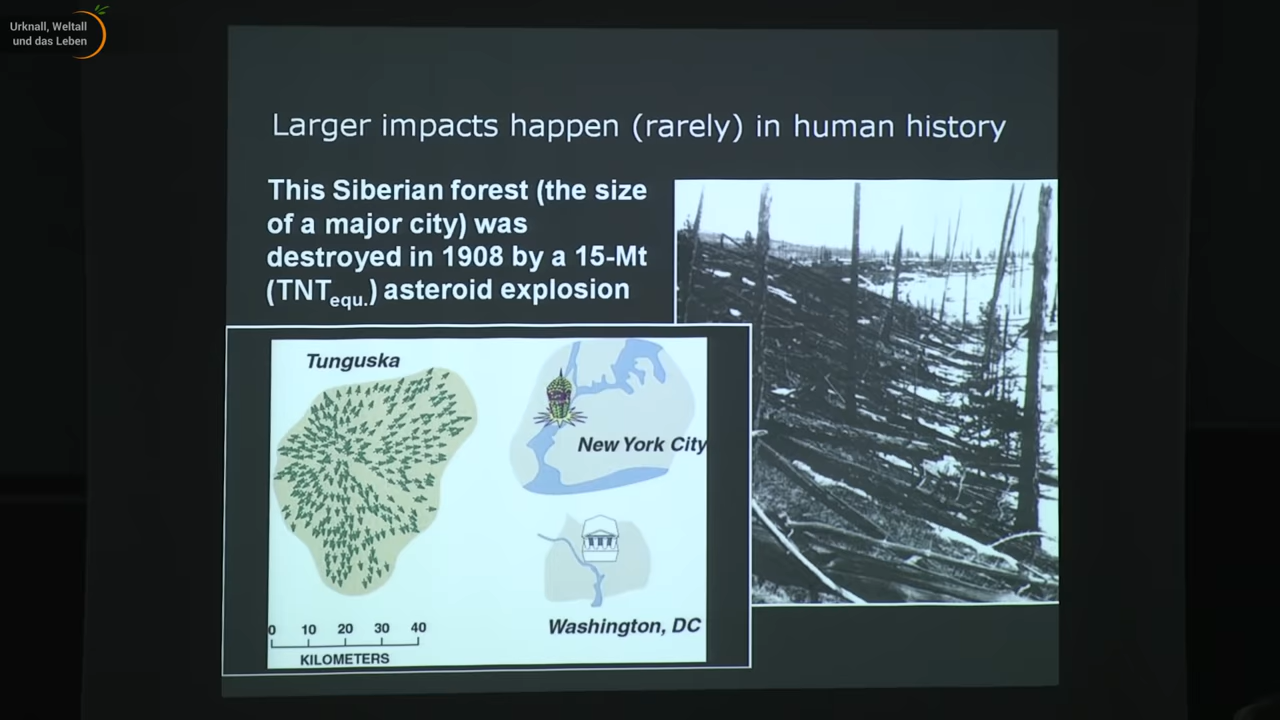 Urknall, Weltall
und das Leben
Larger impacts happen (rarely) in human history
This Siberian forest (the size
of a major city) was
destroyed in 1908 by a 15-Mt
(TNTequ.) asteroid explosion
Tunguska
New York City
Washington, DC
0 10 20 30 40
KILOMETERS